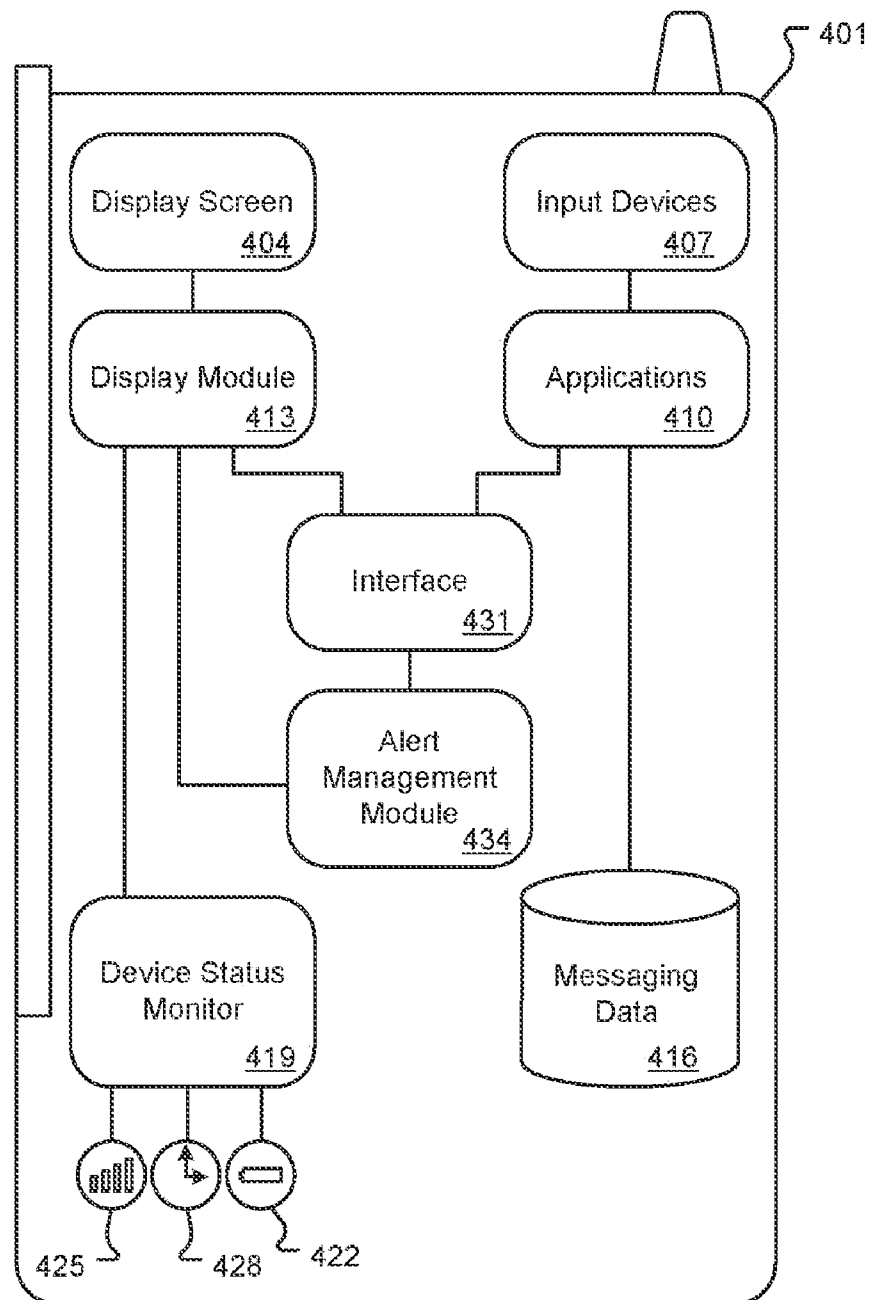 401
Display Screen
404
Input Devices
407
Display Module
413
Applications
410
Interface
431
Alert
Management
Module
434
Device Status
Monitor
419
Messaging
Data
416
425
428
422